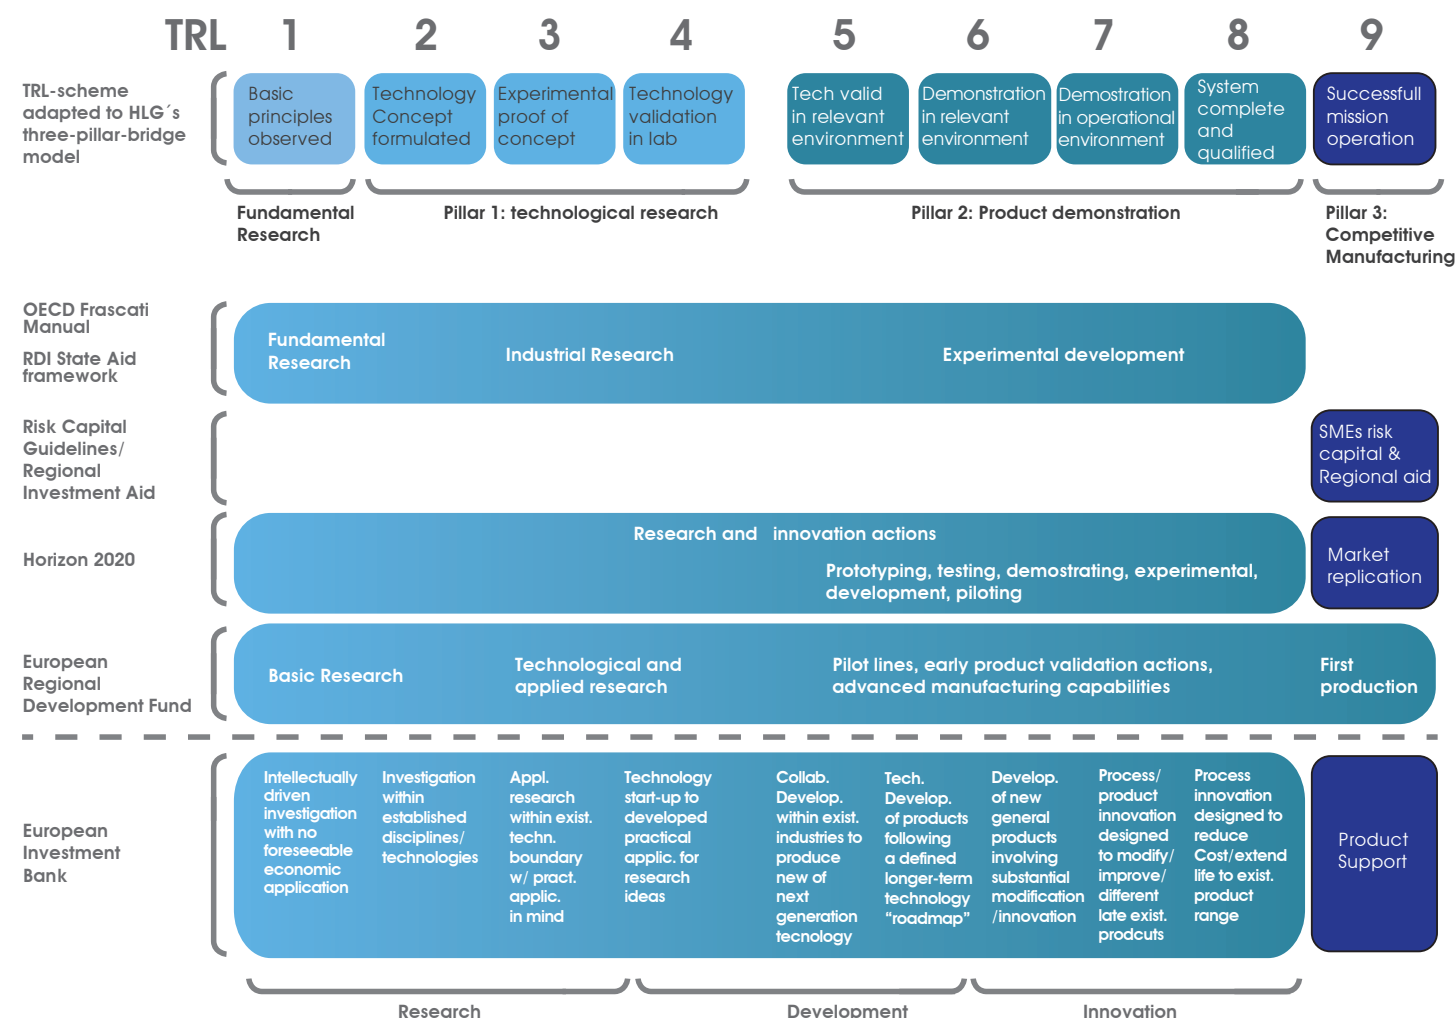 TRL 1 2 3 4 5 6 7 8 9
TRL-scheme
adapted to HLG´s
three-pillar-bridge
model
Basic
principles
observed
Technology
Concept
formulated
Experimental
proof of
concept
Technology
validation
in lab
Tech valid
in relevant
environment
Demonstration
in relevant
environment
Demostration
in operational
environment
System
complete
and
qualified
Successfull
mission
operation
Fundamental
Research
Pillar 1: technological research
Pillar 2: Product demonstration
Pillar 3:
Competitive
Manufacturing
OECD Frascati
Manual
RDI State Aid
framework
Fundamental
Research
Industrial Research
Experimental development
Risk Capital
Guidelines/
Regional
Investment Aid
SMEs risk
capital &
Regional aid
Horizon 2020
Research and innovation actions
Prototyping, testing, demostrating, experimental,
development, piloting
Market
replication
European
Regional
Development Fund
Basic Research
Technological and
applied research
Pilot lines, early product validation actions,
advanced manufacturing capabilities
First
production
European
Investment
Bank
Intellectually
driven
investigation
with no
foreseeable
economic
application
Investigation
within
established
disciplines/
technologies
Appl.
research
within exist.
techn.
boundary
w/ pract.
applic.
in mind
Technology
start-up to
developed
practical
applic. for
research
ideas
Collab.
Develop.
within exist.
industries to
produce
new of
next
generation
tecnology
Tech.
Develop.
of products
following
a defined
longer-term
technology
“roadmap”
Develop.
of new
general
products
involving
substantial
modification
/innovation
Process/
product
innovation
designed
to modify/
improve/
different
late exist.
prodcuts
Process
innovation
designed to
reduce
Cost/extend
life to exist.
product
range
Product
Support
Research
Development
Innovation